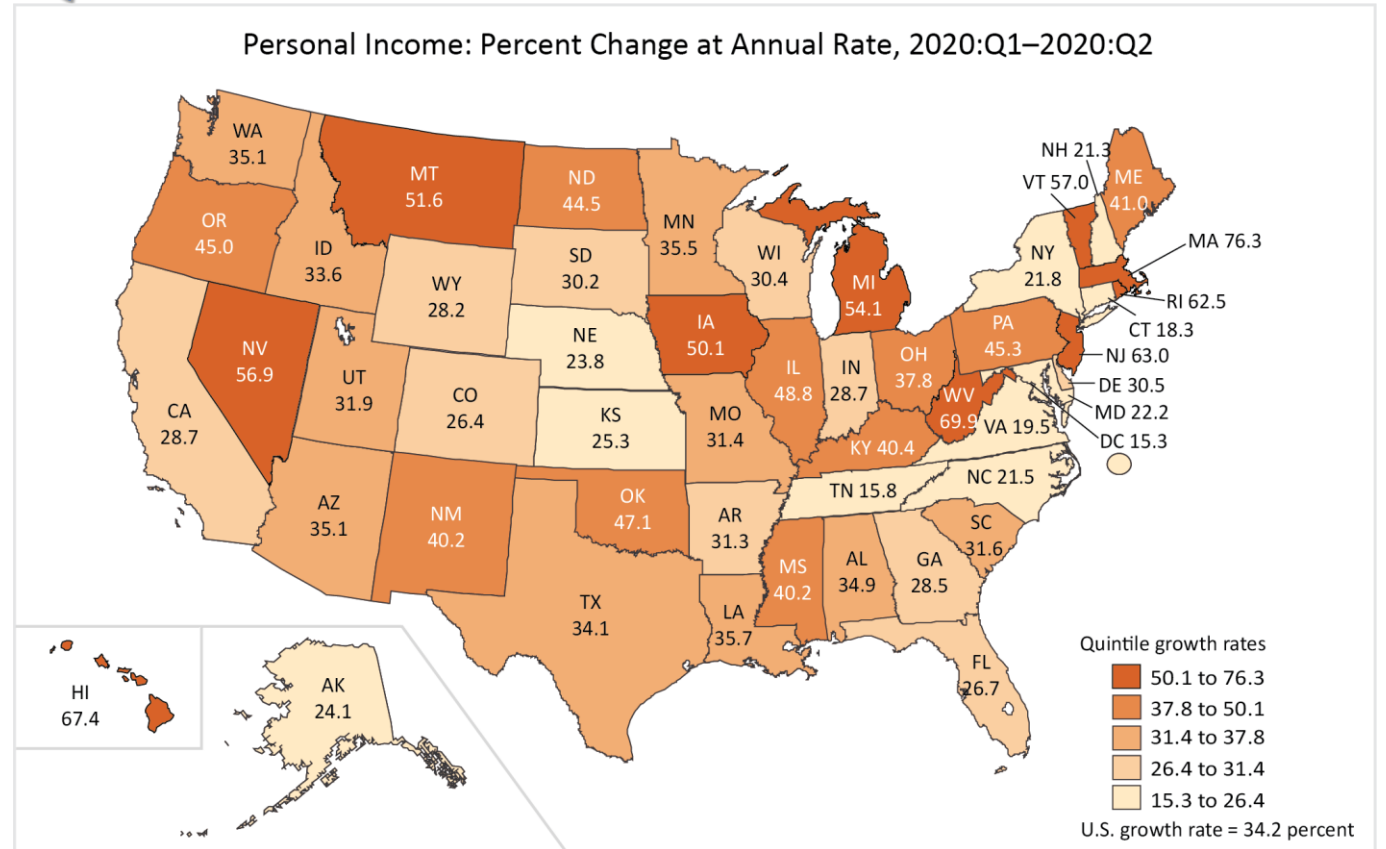 Personal Income: Percent Change at Annual Rate, 2020:Q1–2020:Q2
WA
35.1
MT
51.6
ND
44.5
MN
35.5
OR
45.0
ID
33.6
WY
28.2
SD
30.2
WI
30.4
MI
54.1
NH 21.3
VT 57.0
ME
41.0
NY
21.8
MA 76.3
RI 62.5
CT 18.3
NJ 63.0
DE 30.5
MD 22.2
DC 15.3
NV
56.9
UT
31.9
CO
26.4
NE
23.8
IA
50.1
IL
48.8
IN
28.7
OH
37.8
PA
45.3
WV
69.9
VA 19.5
CA
28.7
KS
25.3
MO
31.4
KY 40.4
NC 21.5
TN 15.8
AZ
35.1
NM
40.2
OK
47.1
AR
31.3
SC
31.6
MS
40.2
AL
34.9
GA
28.5
TX
34.1
LA
35.7
FL
26.7
HI
67.4
AK
24.1
Quintile growth rates
50.1 to 76.3
37.8 to 50.1
31.4 to 37.8
26.4 to 31.4
15.3 to 26.4
U.S. growth rate = 34.2 percent